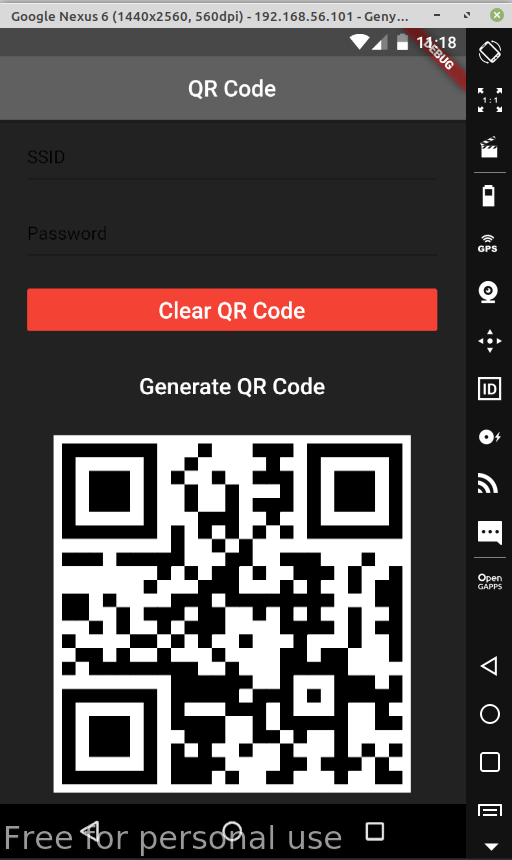 Google Nexus 6 (1440x2560, 560dpi) - 192.168.56.101 - Geny...
11:18
DEBUG
QR Code
1:1
SSID
GPS
Password
Clear QR Code
ID
Generate QR Code
Open
GAPPS
Free for personal use